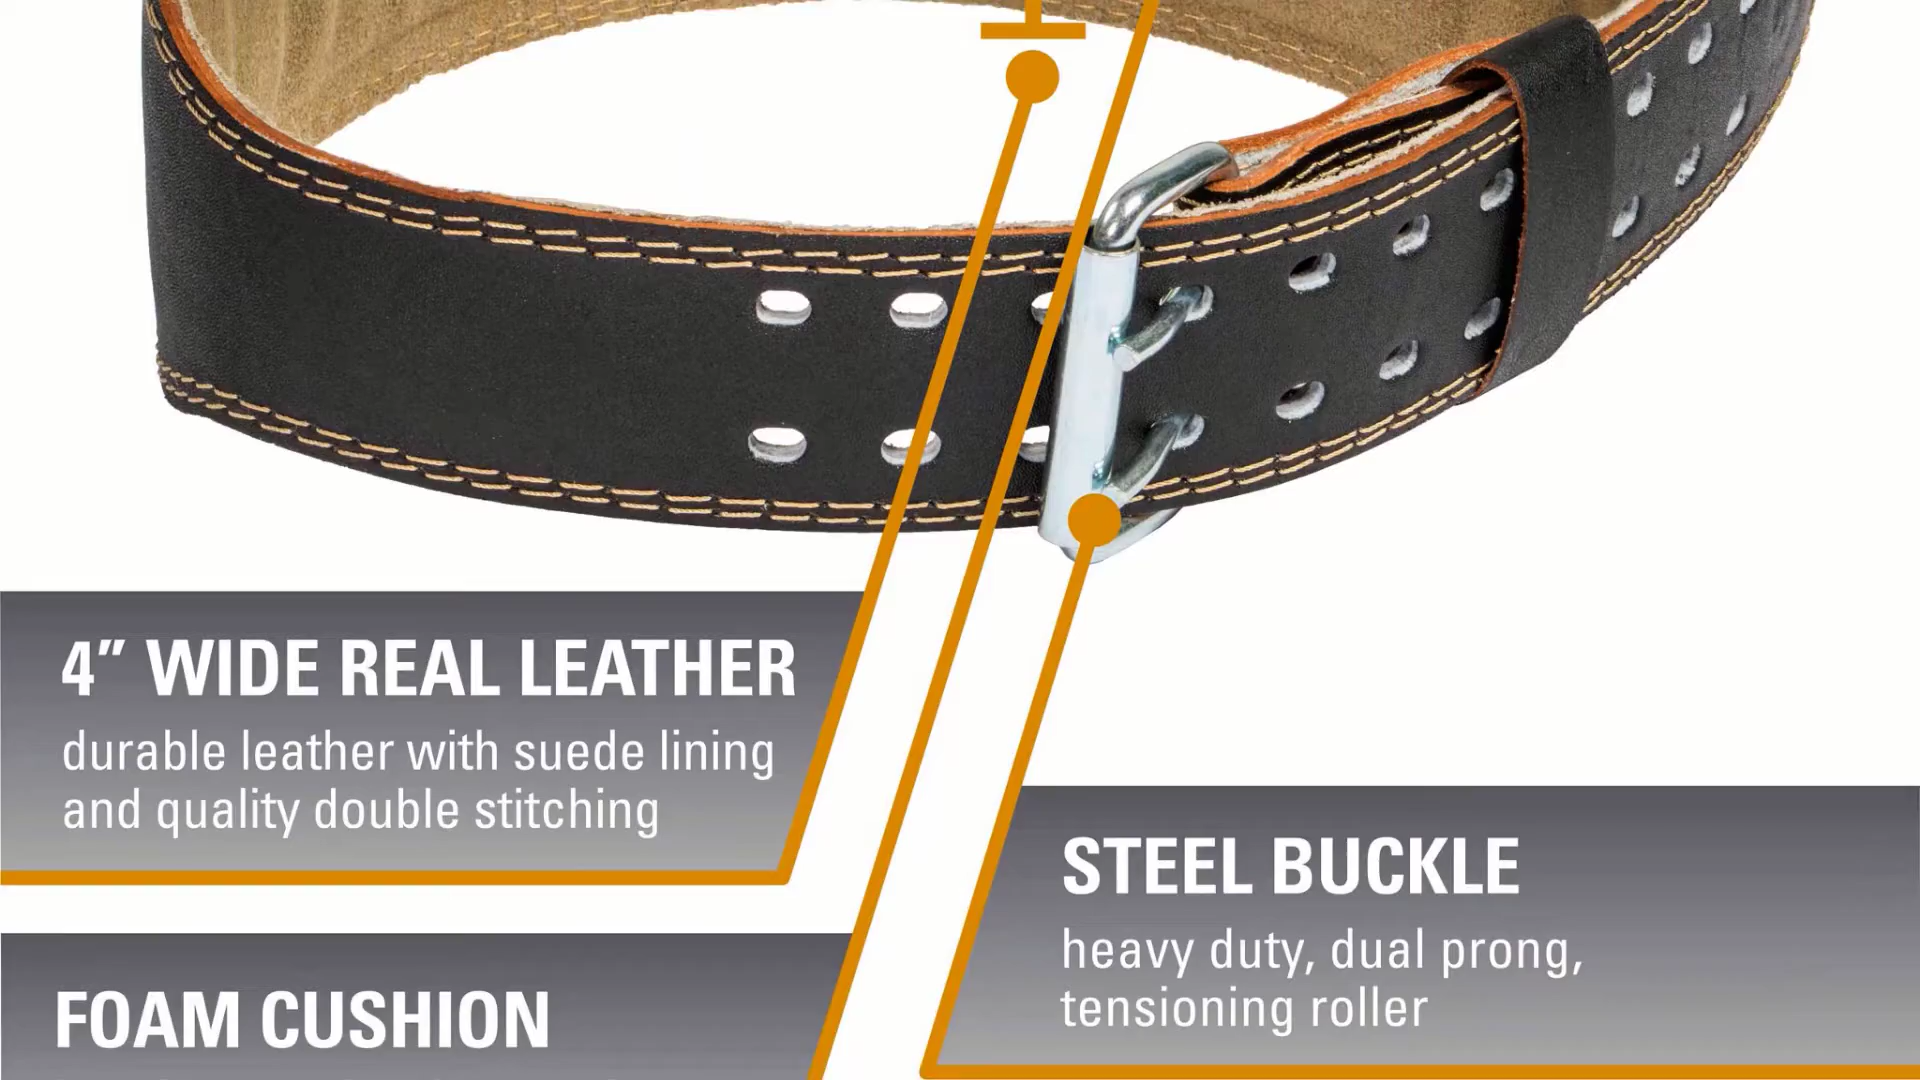 4” WIDE REAL LEATHER
durable leather with suede lining
and quality double stitching
FOAM CUSHION
STEEL BUCKLE
heavy duty, dual prong,
tensioning roller